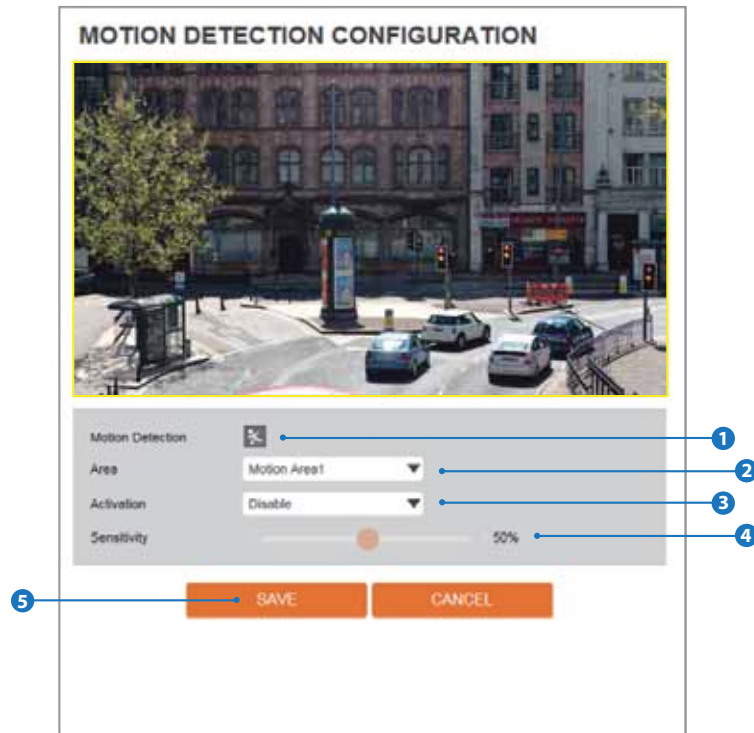 MOTION DETECTION CONFIGURATION
Motion Detection 1
Area Motion Area1 2
Activation Disable 3
Sensitivity 50% 4
5 SAVE CANCEL